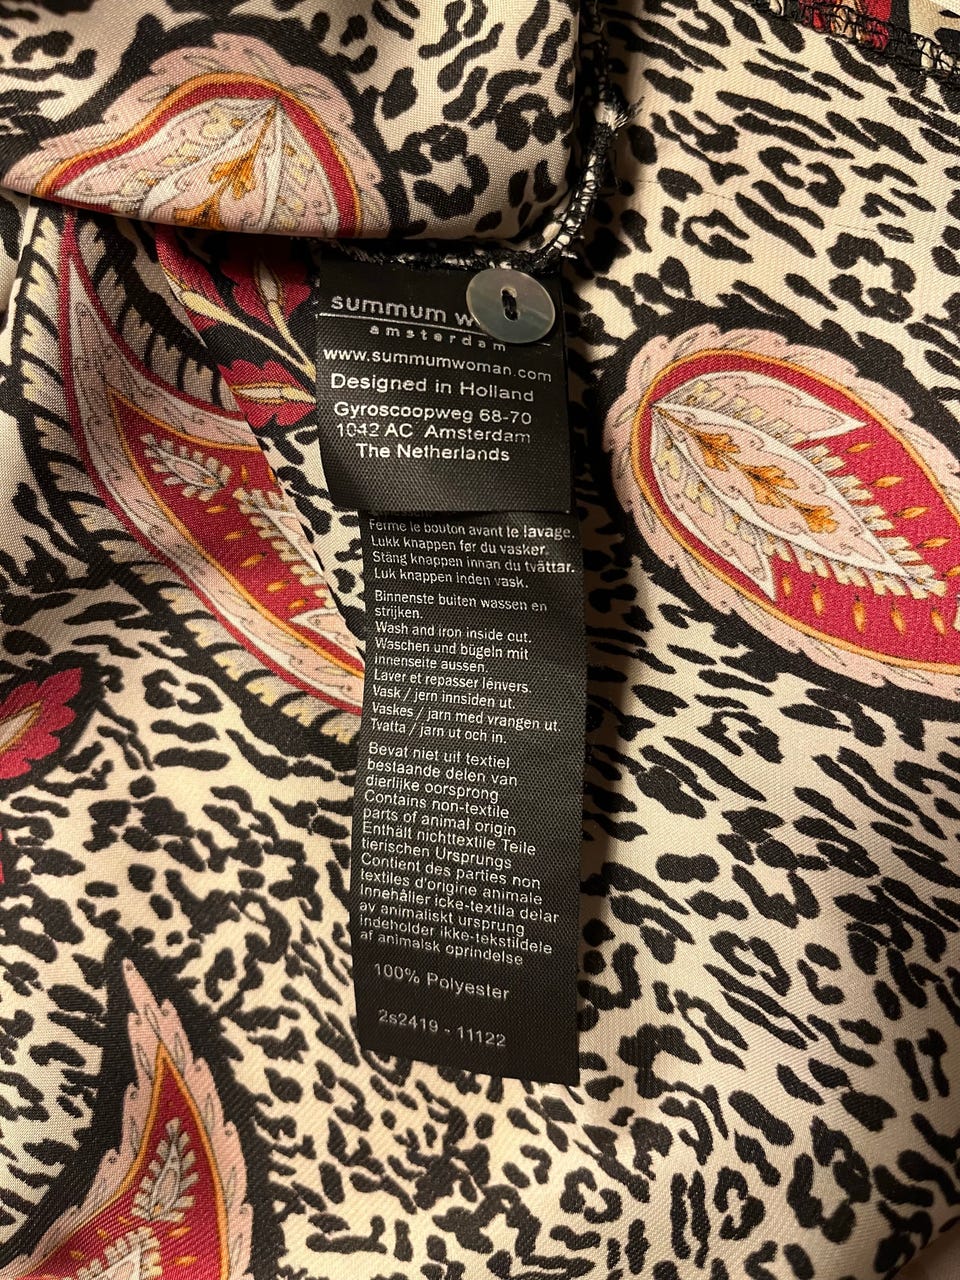 summum w
amsterdam
www.summumwoman.com
Designed in Holland
Gyroscoopweg 68-70
1042 AC Amsterdam
The Netherlands
Ferme le bouton avant le lavage.
Lukk knappen før du vasker.
Stäng knappen innan du tvättar.
Luk knappen inden vask.
Binnenste buiten wassen en
strijken.
Wash and iron inside out.
Waschen und bügeln mit
innenseite aussen.
Laver et repasser lénvers.
Vask / jern innsiden ut.
Vaskes / jarn med vrangen ut.
Tvatta / jarn ut och in.
Bevat niet uif textiel
bestaande delen van
dierlijke oorsprong
Contains non-textile
parts of animal origin
Enthält nichttextile Teile
tierischen Ursprungs
Contient des parties non
textiles d'origine animale
Innehåller icke-textila delar
av animaliskt ursprung
Indeholder ikke-tekstildele
af animalsk oprindelse
100% Polyester
2s2419 - 11122